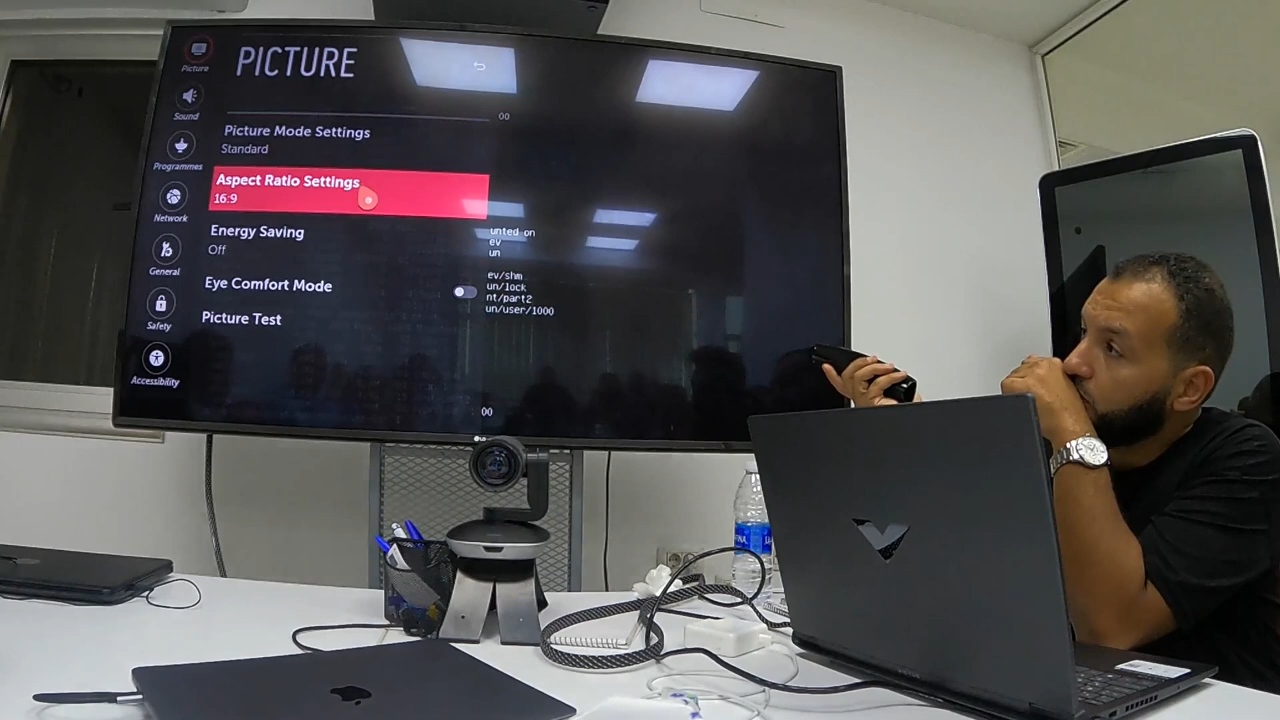 PICTURE
Picture
Sound
Programmes
Network
General
Safety
Accessibility
00
Picture Mode Settings
Standard
Aspect Ratio Settings
16:9
Energy Saving
Off
Eye Comfort Mode
Picture Test
unted on
ev
un
ev/shm
un/lock
nt/part2
un/user/1000
00
LG